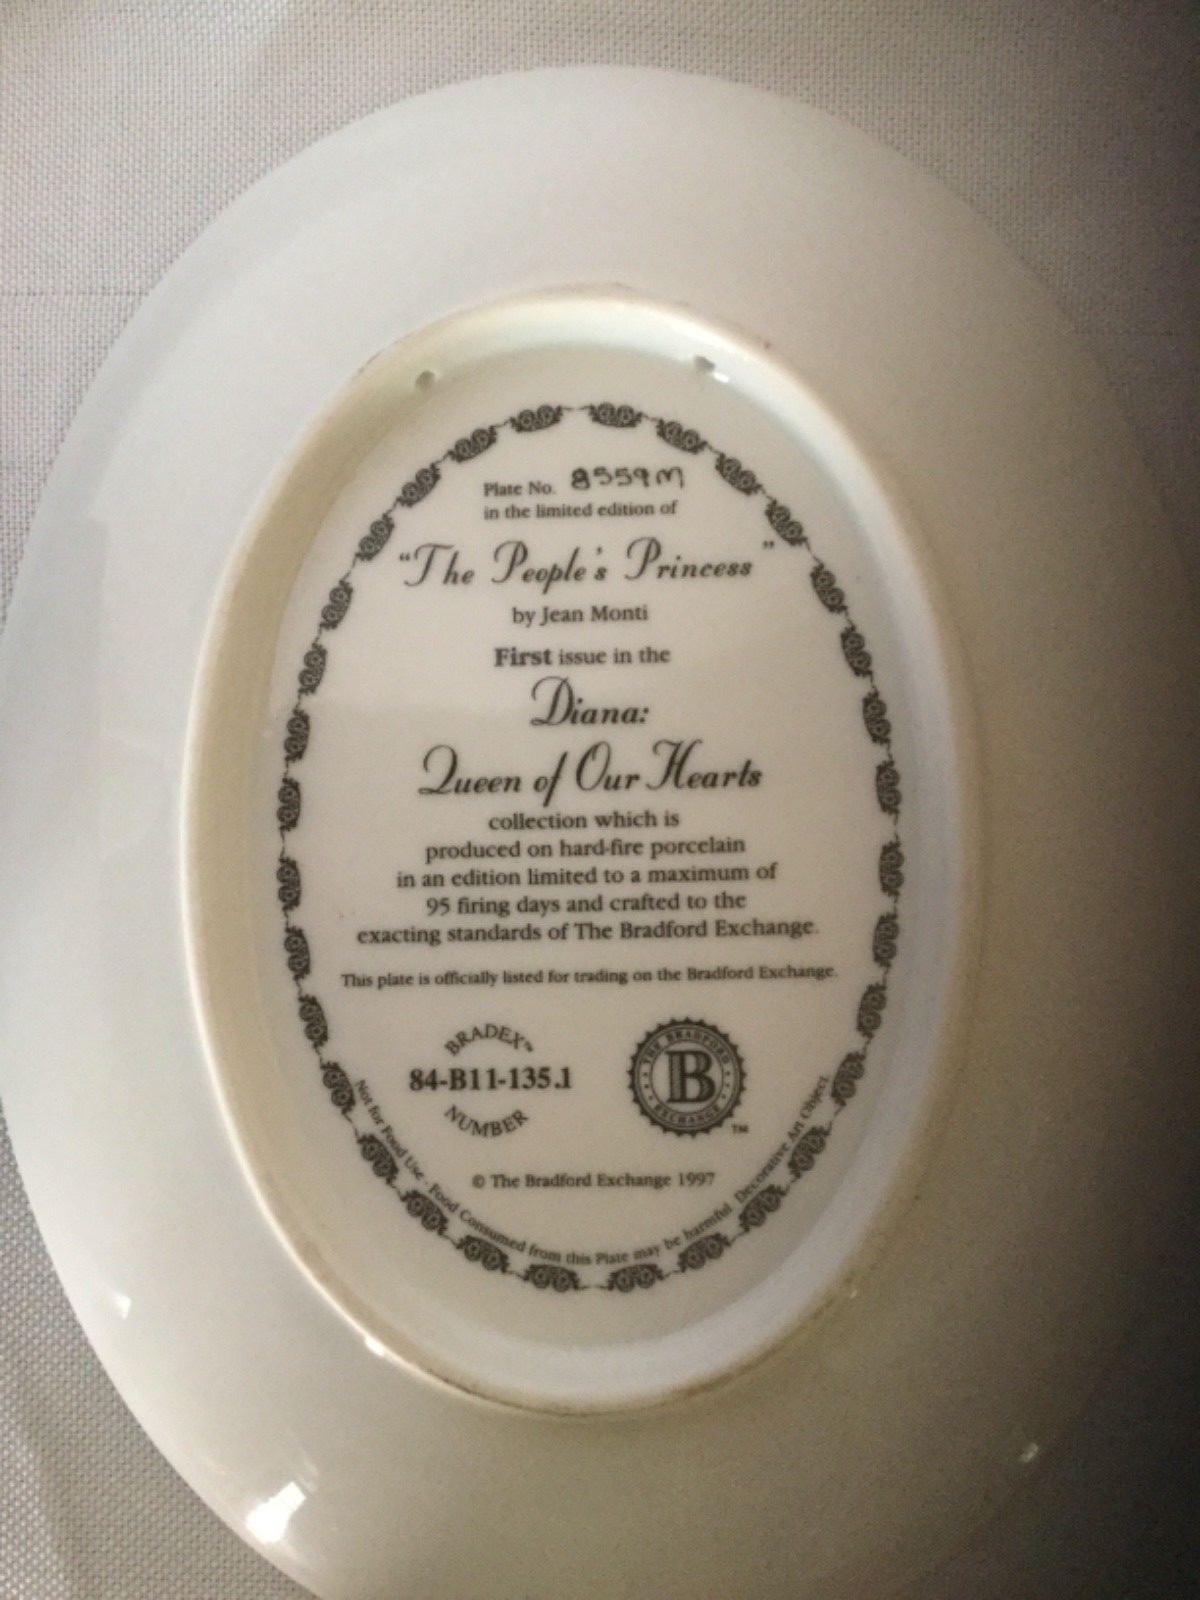 Plate No. 8559M
in the limited edition of
"The People's Princess"
by Jean Monti
First issue in the
Diana:
Queen of Our Hearts
collection which is
produced on hard-fire porcelain
in an edition limited to a maximum of
95 firing days and crafted to the
exacting standards of The Bradford Exchange.
This plate is officially listed for trading on the Bradford Exchange.
BRADEX™
84-B11-135.1
NUMBER
THE BRADFORD
B
EXCHANGE
TM
© The Bradford Exchange 1997
Not for Food Use - Food Consumed from this Plate may be harmful Decorative Art Object